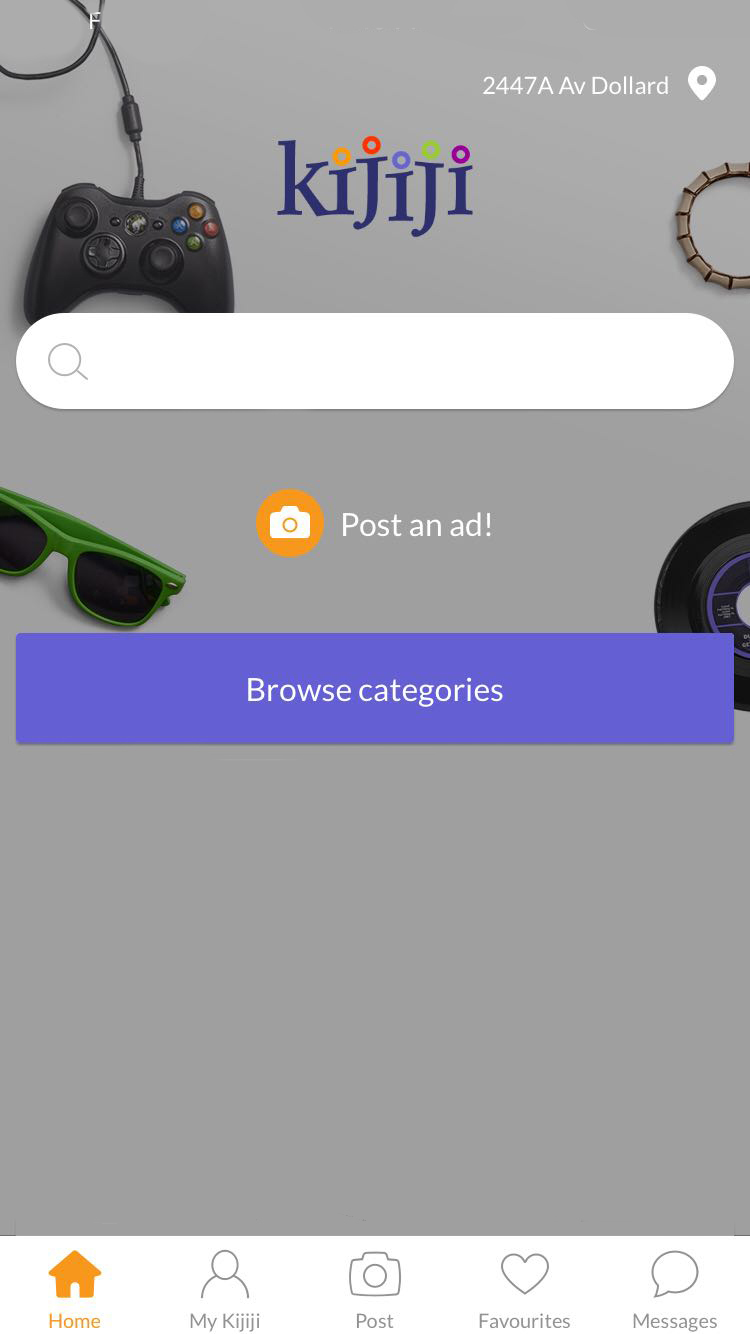 F
2447A Av Dollard
kijiji
Post an ad!
Browse categories
Home
My Kijiji
Post
Favourites
Messages